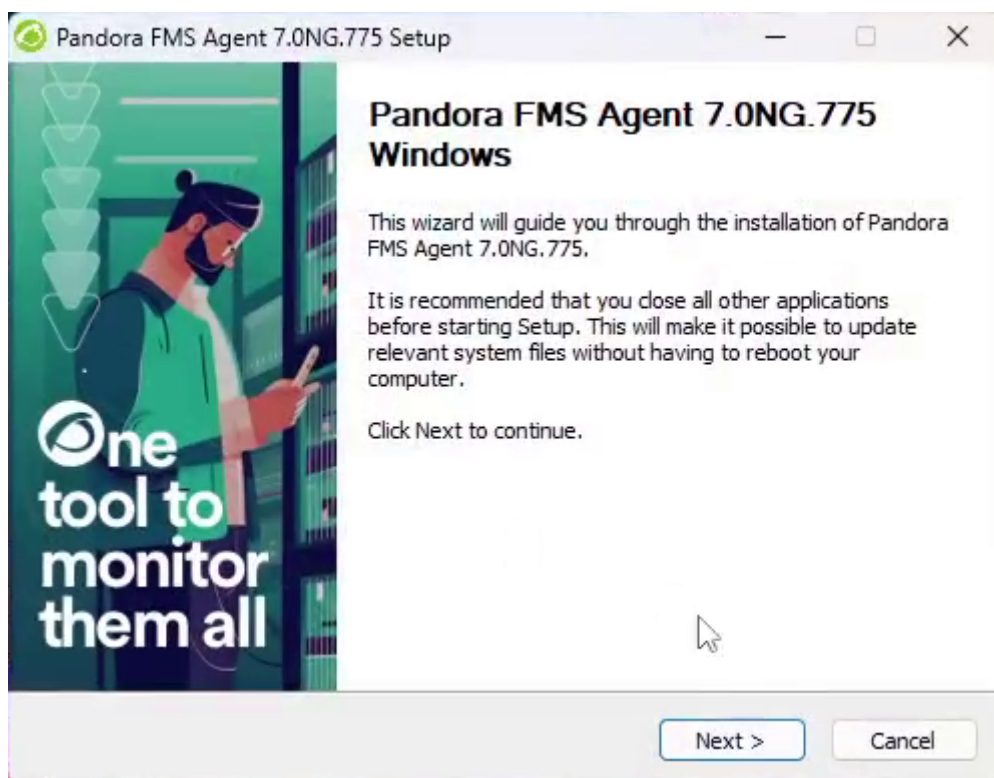 Pandora FMS Agent 7.0NG.775 Setup
Pandora FMS Agent 7.0NG.775
Windows
This wizard will guide you through the installation of Pandora
FMS Agent 7.0NG.775.
It is recommended that you close all other applications
before starting Setup. This will make it possible to update
relevant system files without having to reboot your
computer.
Click Next to continue.
One
tool to
monitor
them all
Next >
Cancel